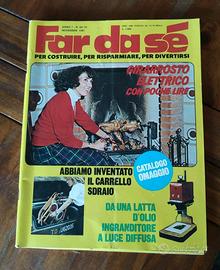 Far da sé
PER COSTRUIRE, PER RISPARMIARE, PER DIVERTIRSI
GIRARROSTO
ELETTRICO
CON POCHE LIRE
ABBIAMO INVENTATO
IL CARRELLO
SDRAIO
CATALOGO
OMAGGIO
DA UNA LATTA
D'OLIO
INGRANDITORE
A LUCE DIFFUSA